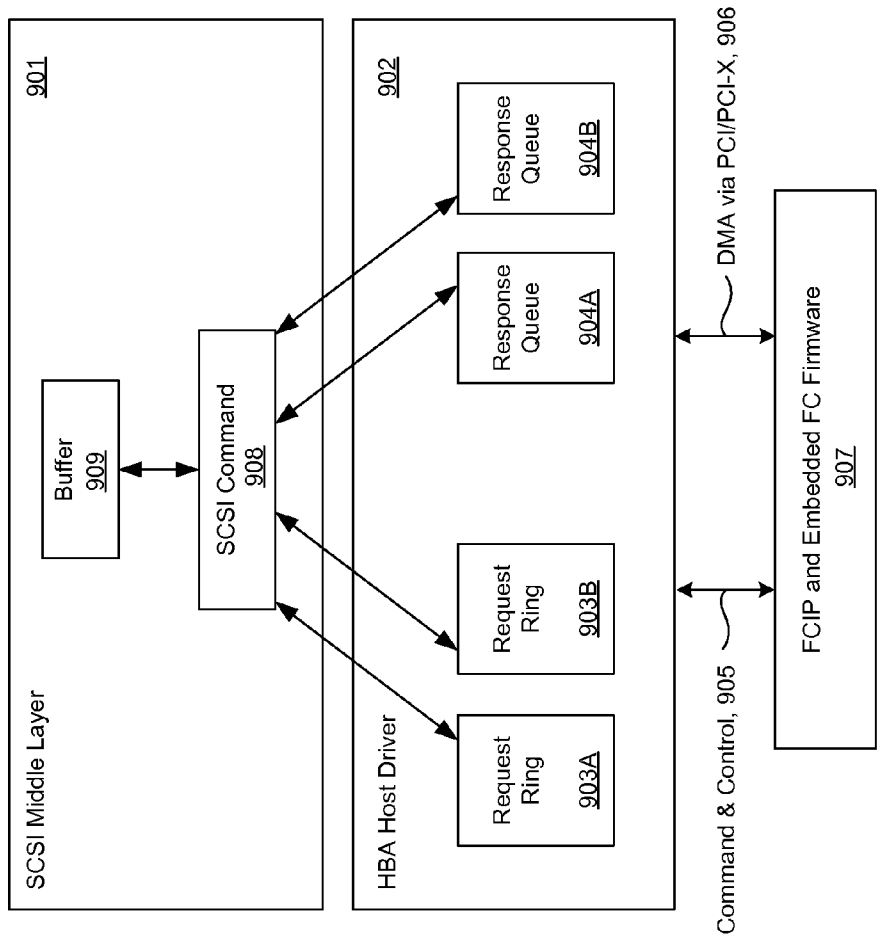 SCSI Middle Layer
901
Buffer
909
SCSI Command
908
HBA Host Driver
902
Request
Ring
903A
Request
Ring
903B
Response
Queue
904A
Response
Queue
904B
Command & Control, 905
DMA via PCI/PCI-X, 906
FCIP and Embedded FC Firmware
907